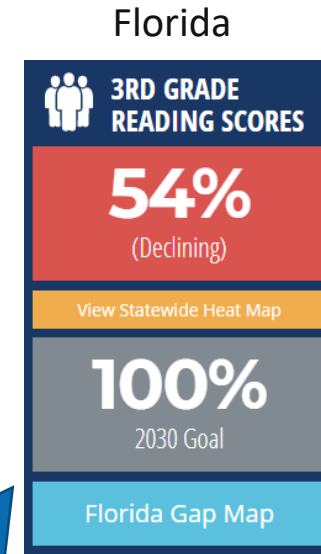 Florida
3RD GRADE
READING SCORES
54%
(Declining)
View Statewide Heat Map
100%
2030 Goal
Florida Gap Map